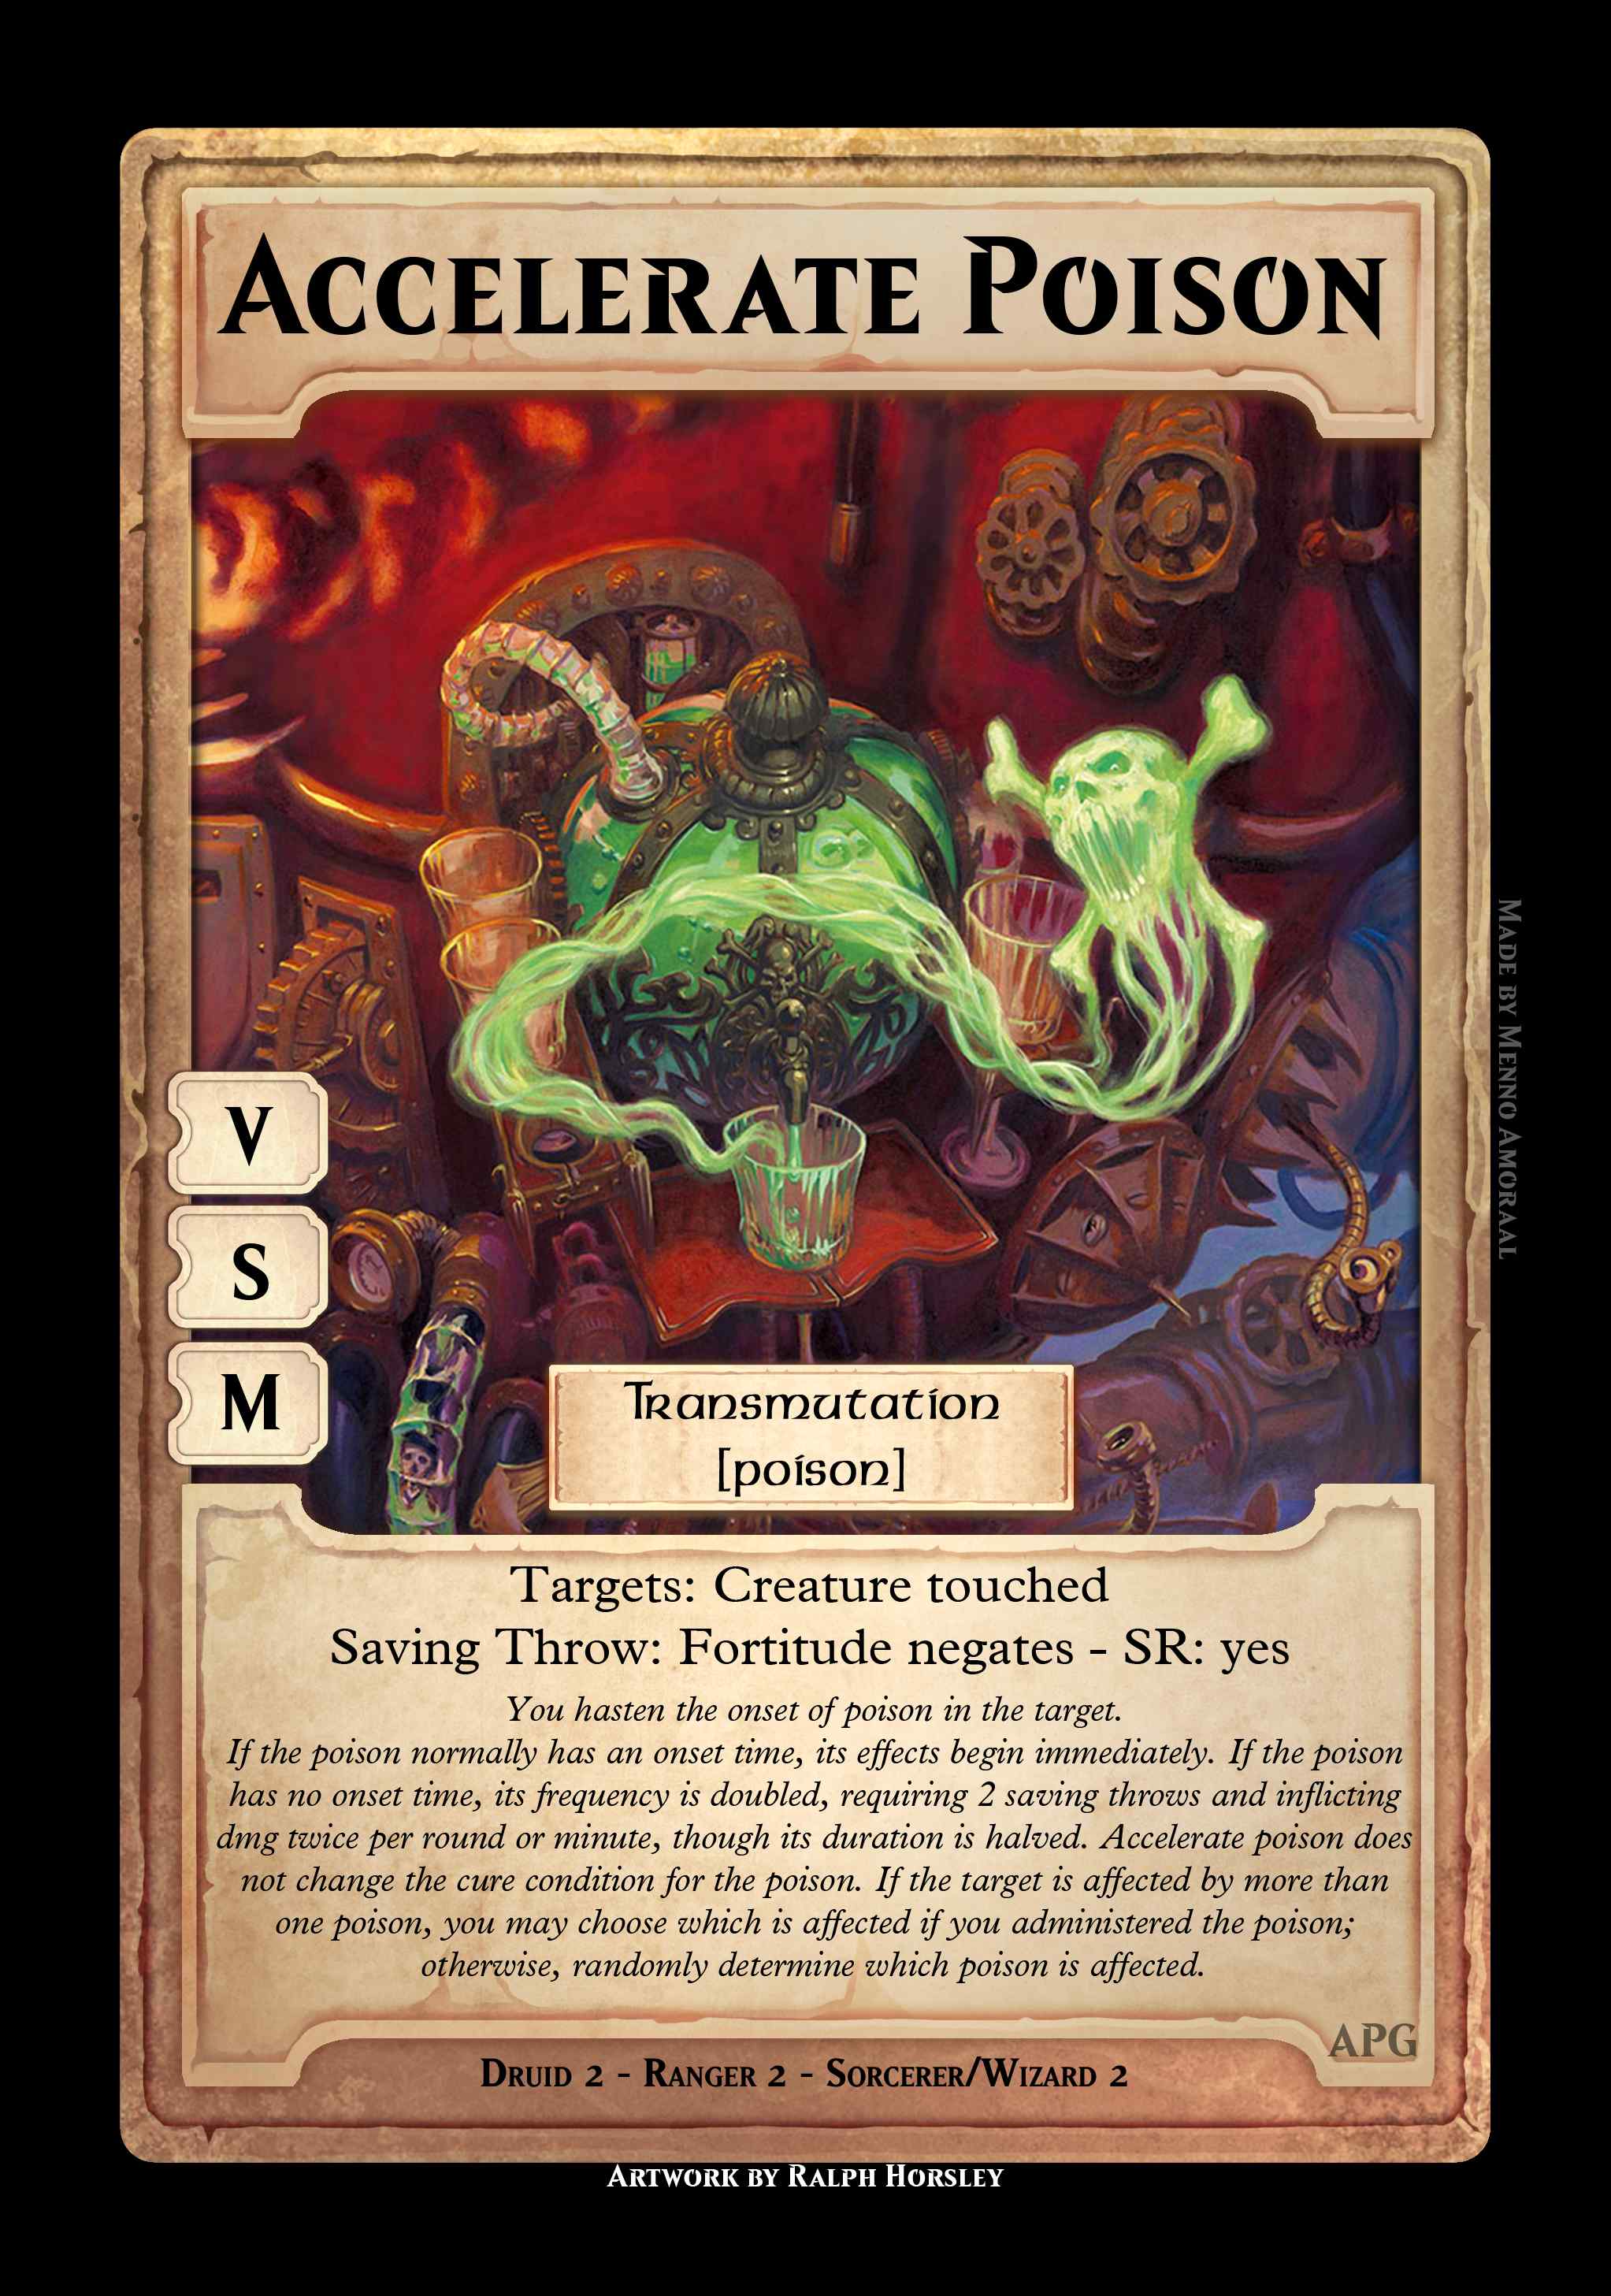 Accelerate Poison
V
S
M
Transmutation
[poison]
Targets: Creature touched
Saving Throw: Fortitude negates - SR: yes
You hasten the onset of poison in the target.
If the poison normally has an onset time, its effects begin immediately. If the poison
has no onset time, its frequency is doubled, requiring 2 saving throws and inflicting
dmg twice per round or minute, though its duration is halved. Accelerate poison does
not change the cure condition for the poison. If the target is affected by more than
one poison, you may choose which is affected if you administered the poison;
otherwise, randomly determine which poison is affected.
APG
Druid 2 - Ranger 2 - Sorcerer/Wizard 2
Artwork by Ralph Horsley
Made by Menno Amoraal